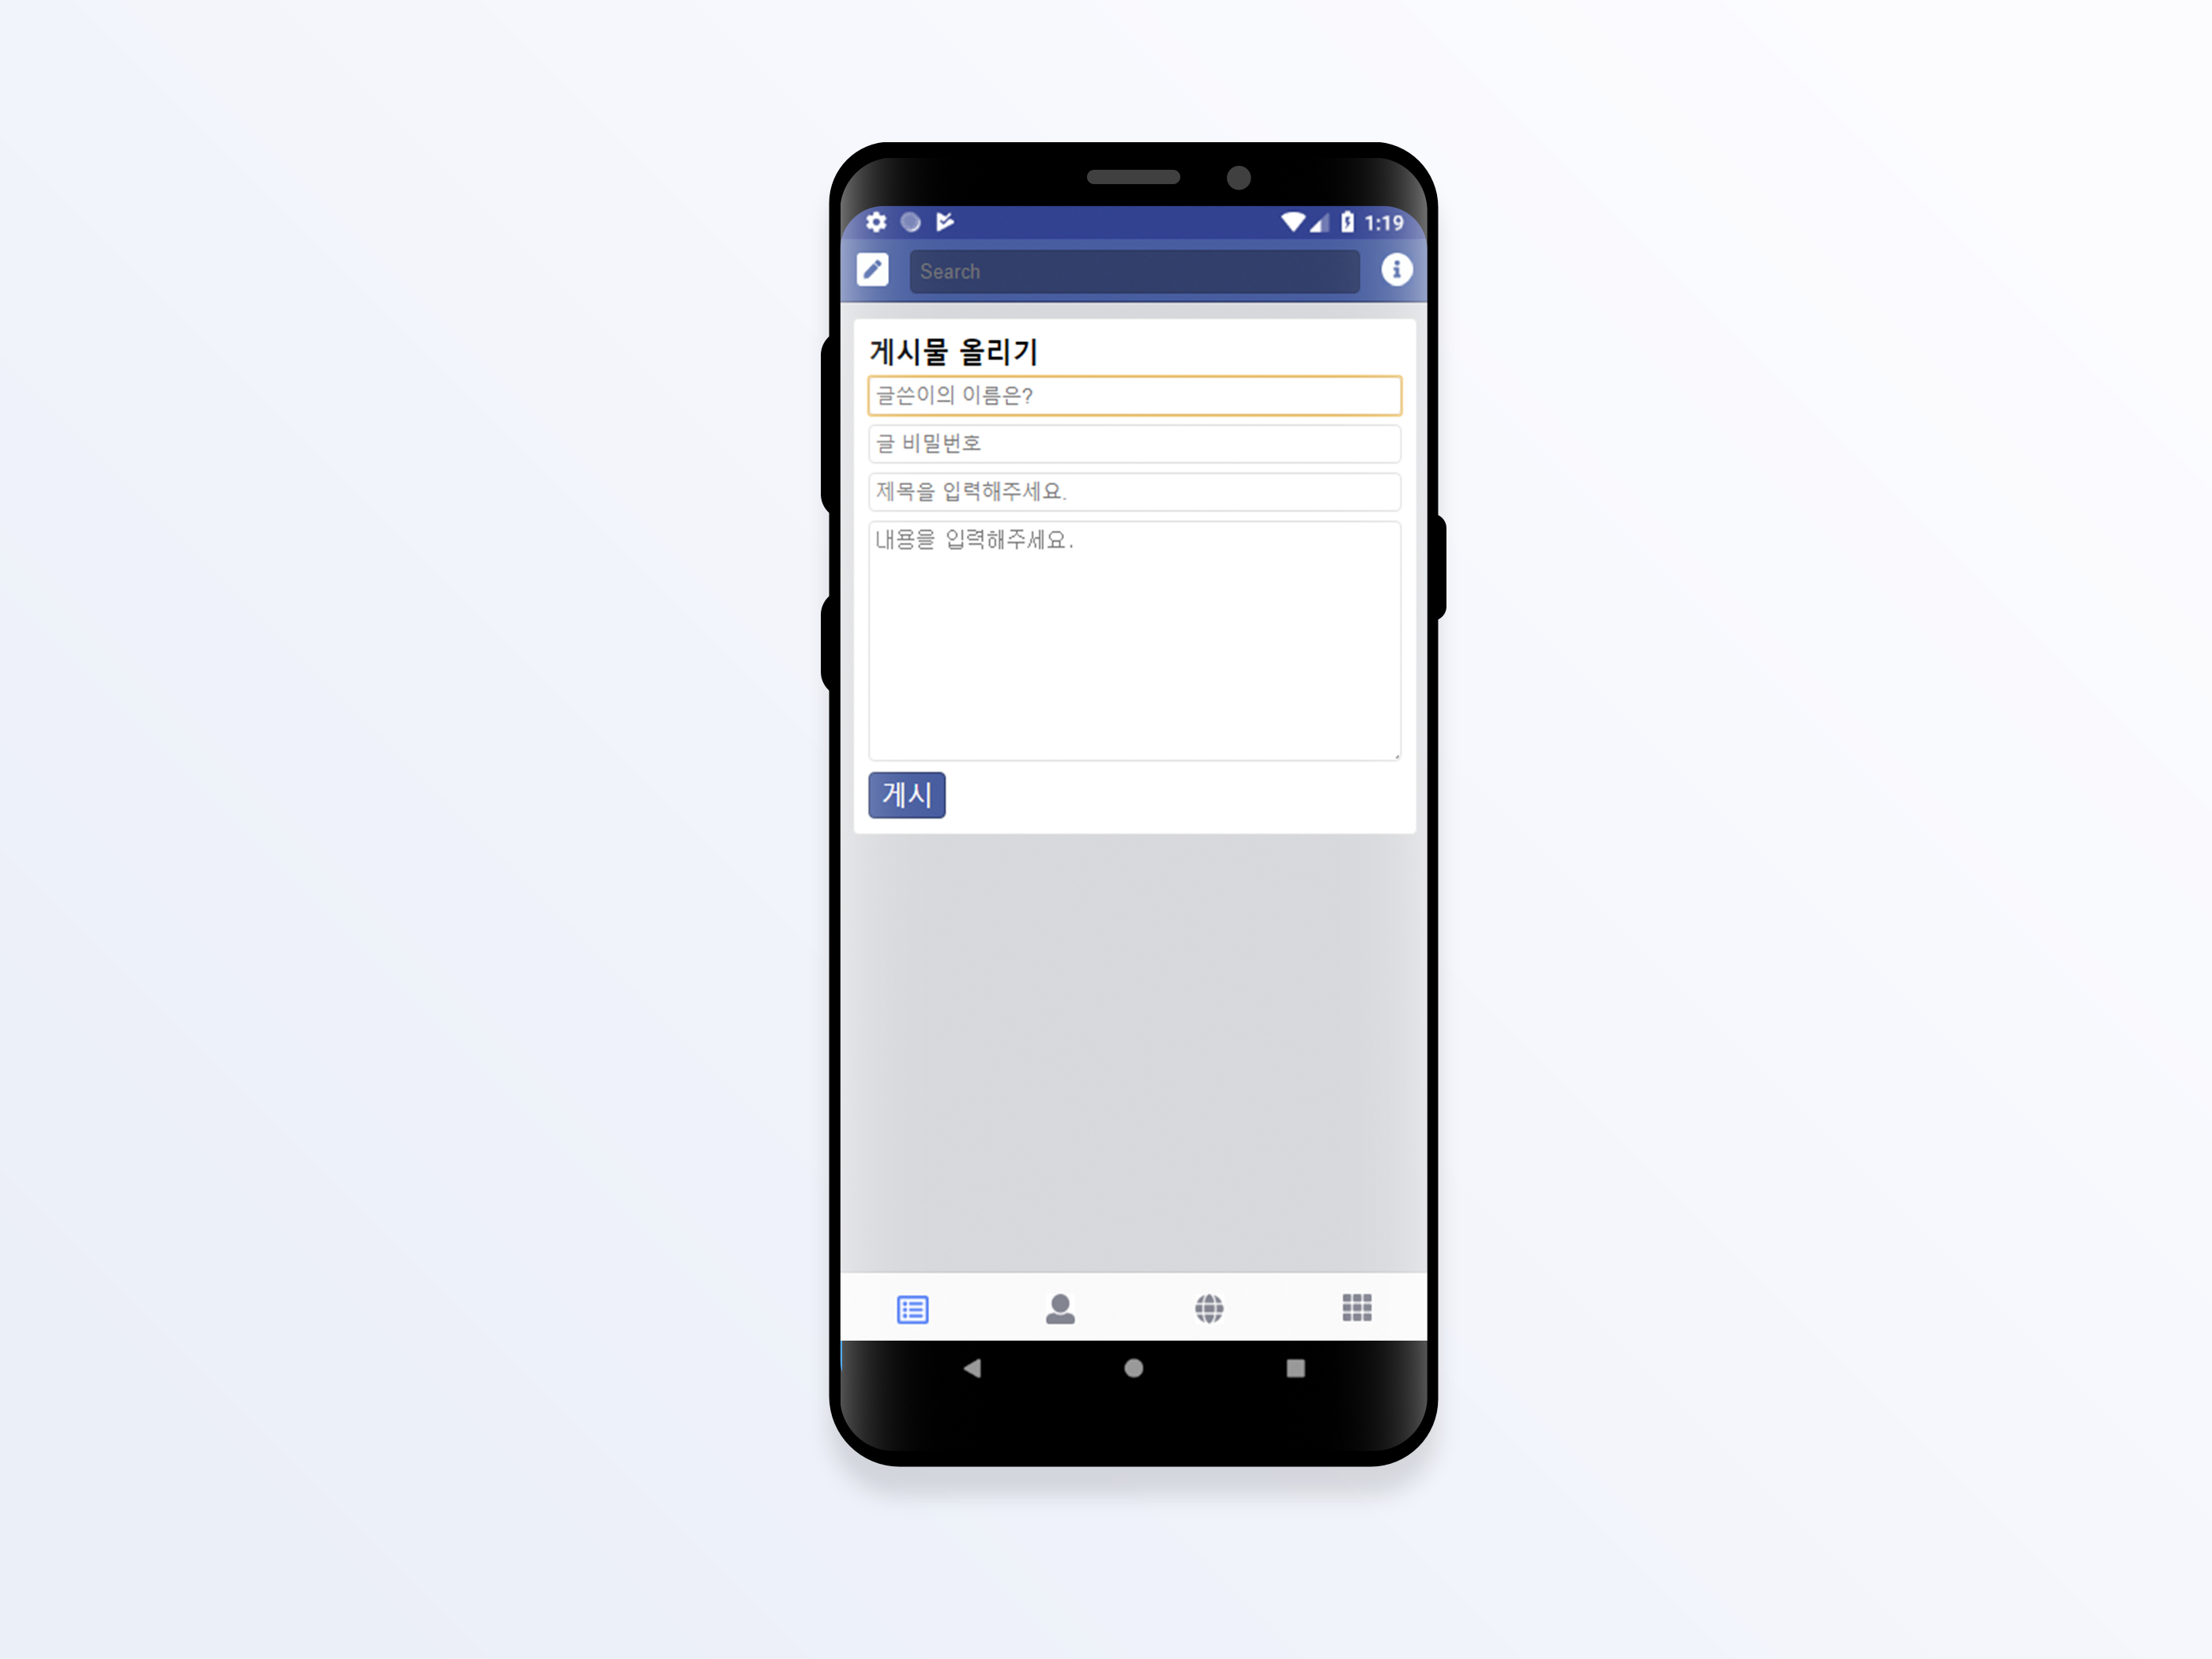 1:19
Search
게시물 올리기
글쓴이의 이름은?
글 비밀번호
제목을 입력해주세요.
내용을 입력해주세요.
게시